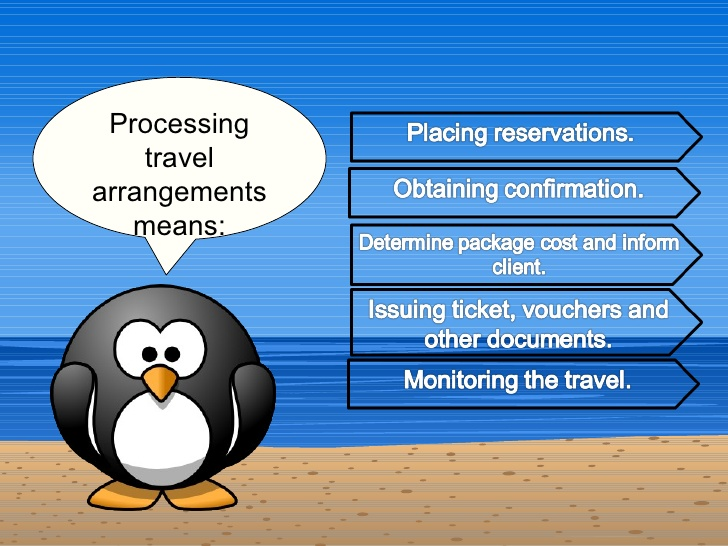 Processing
travel
arrangements
means:
Placing reservations.
Obtaining confirmation.
Determine package cost and inform
client.
Issuing ticket, vouchers and
other documents.
Monitoring the travel.